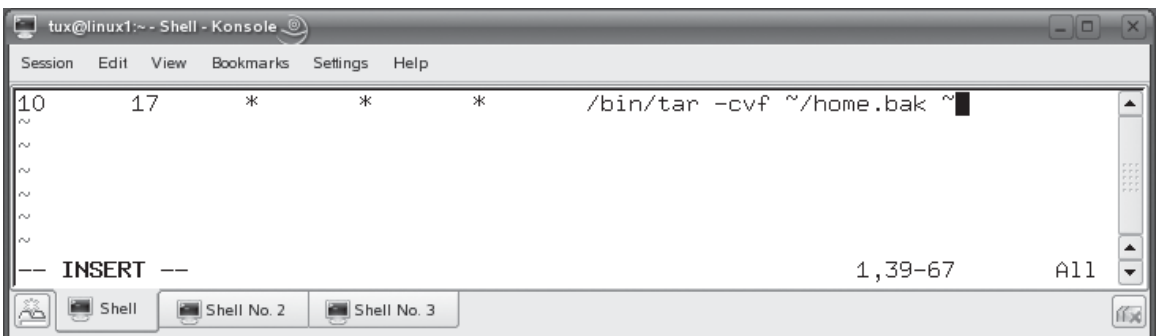 tux@linux1:~ - Shell - Konsole
Session Edit View Bookmarks Settings Help
10 17 * * * /bin/tar -cvf ~/home.bak ~
~
~
~
~
~
~
-- INSERT -- 1,39-67 All
Shell Shell No. 2 Shell No. 3